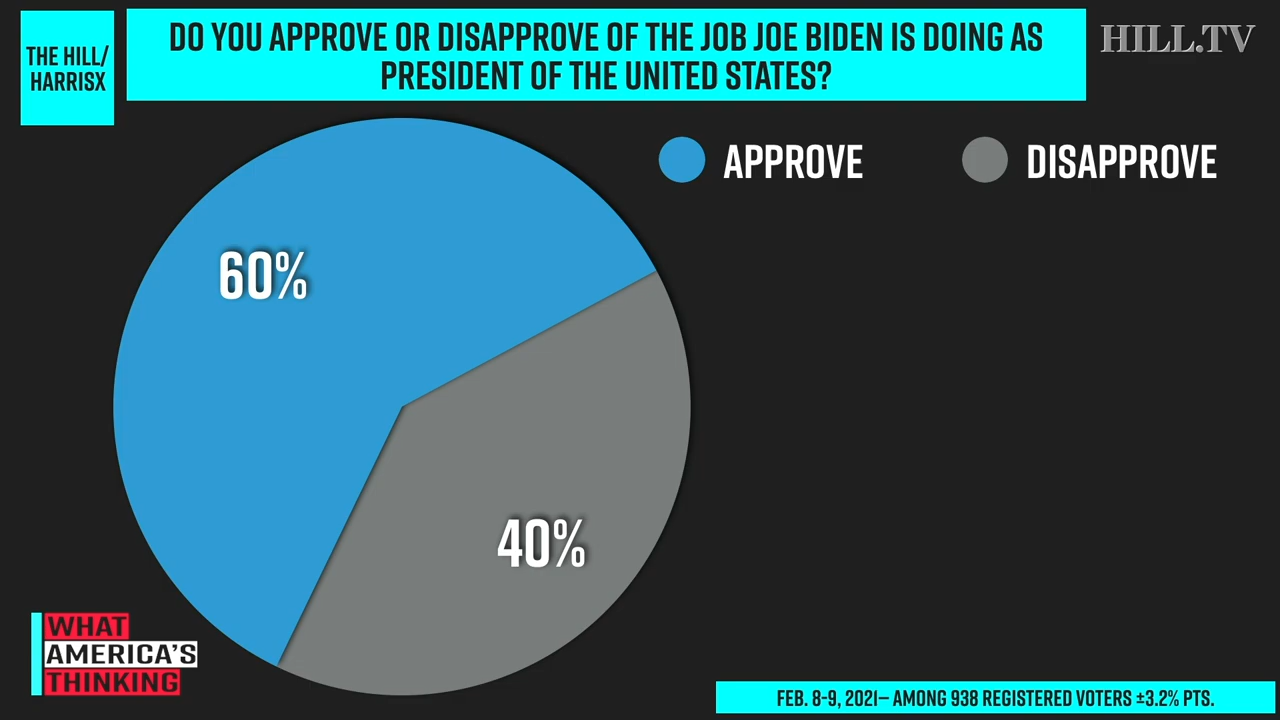 THE HILL/
HARRISX
DO YOU APPROVE OR DISAPPROVE OF THE JOB JOE BIDEN IS DOING AS
PRESIDENT OF THE UNITED STATES?
HILL.TV
APPROVE
DISAPPROVE
60%
40%
WHAT
AMERICA'S
THINKING
FEB. 8-9, 2021– AMONG 938 REGISTERED VOTERS ±3.2% PTS.